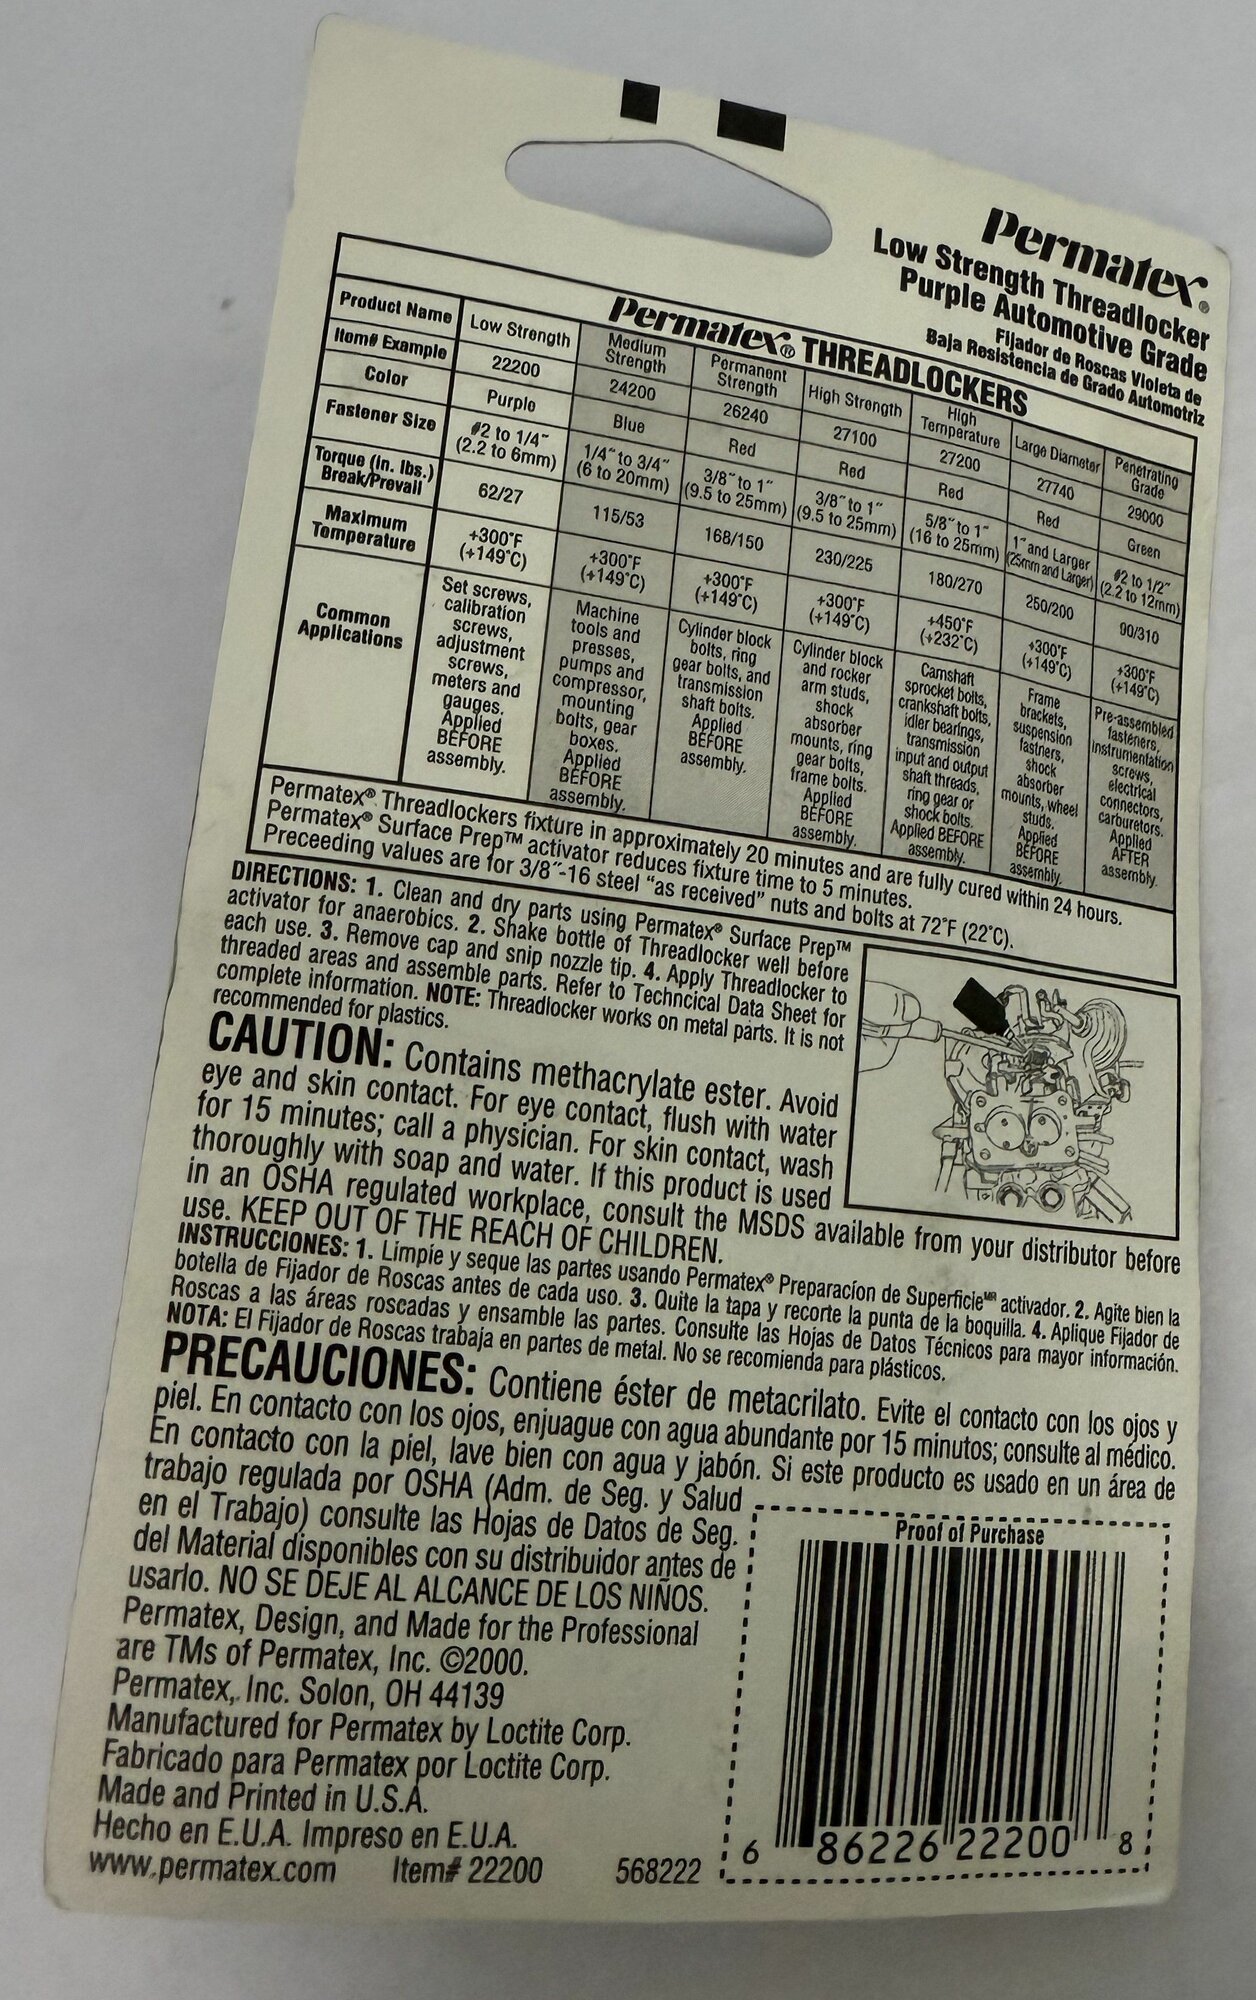 Permatex®
Low Strength Threadlocker
Purple Automotive Grade
Fijador de Roscas Violeta de
Baja Resistencia de Grado Automotriz
Permatex® THREADLOCKERS
Product Name Low Strength Medium Strength Permanent Strength High Strength High Temperature Large Diameter Penetrating Grade
Item# Example 22200 24200 26240 27100 27200 27740 29000
Color Purple Blue Red Red Red Red Green
Fastener Size #2 to 1/4" (2.2 to 6mm) 1/4" to 3/4" (6 to 20mm) 3/8" to 1" (9.5 to 25mm) 3/8" to 1" (9.5 to 25mm) 5/8" to 1" (16 to 25mm) 1" and Larger (25mm and Larger) #2 to 1/2" (2.2 to 12mm)
Torque (in. lbs.) Break/Prevail 62/27 115/53 168/150 230/225 180/270 250/200 90/310
Maximum Temperature +300°F (+149°C) +300°F (+149°C) +300°F (+149°C) +300°F (+149°C) +450°F (+232°C) +300°F (+149°C) +300°F (+149°C)
Common Applications Set screws, calibration screws, adjustment screws, meters and gauges. Applied BEFORE assembly. Machine tools and presses, pumps and compressor, mounting bolts, gear boxes. Applied BEFORE assembly. Cylinder block bolts, ring gear bolts, and transmission shaft bolts. Applied BEFORE assembly. Cylinder block and rocker arm studs, shock absorber mounts, ring gear bolts, frame bolts. Applied BEFORE assembly. Camshaft sprocket bolts, crankshaft bolts, idler bearings, transmission input and output shaft threads, ring gear or shock bolts. Applied BEFORE assembly. Frame brackets, suspension fastners, shock absorber mounts, wheel studs. Applied BEFORE assembly. Pre-assembled fasteners, instrumentation screws, electrical connectors, carburetors. Applied AFTER assembly.
Permatex® Threadlockers fixture in approximately 20 minutes and are fully cured within 24 hours.
Permatex® Surface Prep™ activator reduces fixture time to 5 minutes.
Preceeding values are for 3/8"-16 steel "as received" nuts and bolts at 72°F (22°C).
DIRECTIONS: 1. Clean and dry parts using Permatex® Surface Prep™
activator for anaerobics. 2. Shake bottle of Threadlocker well before
each use. 3. Remove cap and snip nozzle tip. 4. Apply Threadlocker to
threaded areas and assemble parts. Refer to Techncical Data Sheet for
complete information. NOTE: Threadlocker works on metal parts. It is not
recommended for plastics.
CAUTION: Contains methacrylate ester. Avoid
eye and skin contact. For eye contact, flush with water
for 15 minutes; call a physician. For skin contact, wash
thoroughly with soap and water. If this product is used
in an OSHA regulated workplace, consult the MSDS available from your distributor before
use. KEEP OUT OF THE REACH OF CHILDREN.
INSTRUCCIONES: 1. Limpie y seque las partes usando Permatex® Preparacíon de Superficieᴹᴿ activador. 2. Agite bien la
botella de Fijador de Roscas antes de cada uso. 3. Quite la tapa y recorte la punta de la boquilla. 4. Aplique Fijador de
Roscas a las áreas roscadas y ensamble las partes. Consulte las Hojas de Datos Técnicos para mayor información.
NOTA: El Fijador de Roscas trabaja en partes de metal. No se recomienda para plásticos.
PRECAUCIONES: Contiene éster de metacrilato. Evite el contacto con los ojos y
piel. En contacto con los ojos, enjuague con agua abundante por 15 minutos; consulte al médico.
En contacto con la piel, lave bien con agua y jabón. Si este producto es usado en un área de
trabajo regulada por OSHA (Adm. de Seg. y Salud
en el Trabajo) consulte las Hojas de Datos de Seg.
del Material disponibles con su distribuidor antes de
usarlo. NO SE DEJE AL ALCANCE DE LOS NIÑOS.
Permatex, Design, and Made for the Professional
are TMs of Permatex, Inc. ©2000.
Permatex, Inc. Solon, OH 44139
Manufactured for Permatex by Loctite Corp.
Fabricado para Permatex por Loctite Corp.
Made and Printed in U.S.A.
Hecho en E.U.A. Impreso en E.U.A.
www.permatex.com Item# 22200 568222
Proof of Purchase
6 86226 22200 8